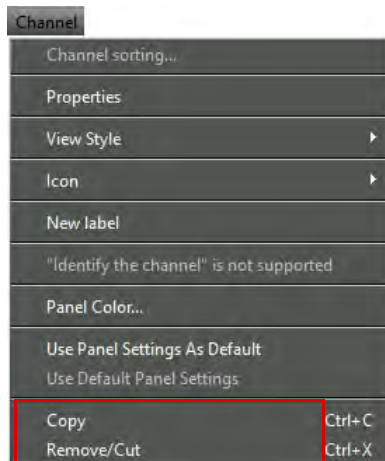 Channel
Channel sorting...
Properties
View Style
Icon
New label
"Identify the channel" is not supported
Panel Color...
Use Panel Settings As Default
Use Default Panel Settings
Copy Ctrl+C
Remove/Cut Ctrl+X